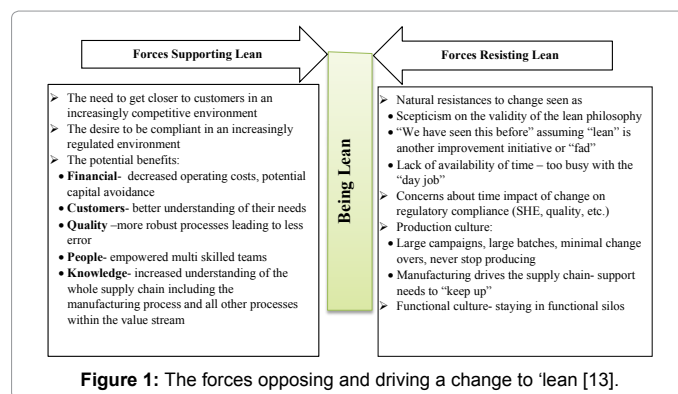 Forces Supporting Lean
Forces Resisting Lean
➢ The need to get closer to customers in an
increasingly competitive environment
➢ The desire to be compliant in an increasingly
regulated environment
➢ The potential benefits:
• Financial- decreased operating costs, potential
capital avoidance
• Customers- better understanding of their needs
• Quality –more robust processes leading to less
error
• People- empowered multi skilled teams
• Knowledge- increased understanding of the
whole supply chain including the
manufacturing process and all other processes
within the value stream
Being Lean
➢ Natural resistances to change seen as
• Scepticism on the validity of the lean philosophy
• “We have seen this before” assuming “lean” is
another improvement initiative or “fad”
• Lack of availability of time – too busy with the
“day job”
➢ Concerns about time impact of change on
regulatory compliance (SHE, quality, etc.)
➢ Production culture:
• Large campaigns, large batches, minimal change
overs, never stop producing
• Manufacturing drives the supply chain- support
needs to “keep up”
➢ Functional culture- staying in functional silos
Figure 1: The forces opposing and driving a change to ‘lean [13].